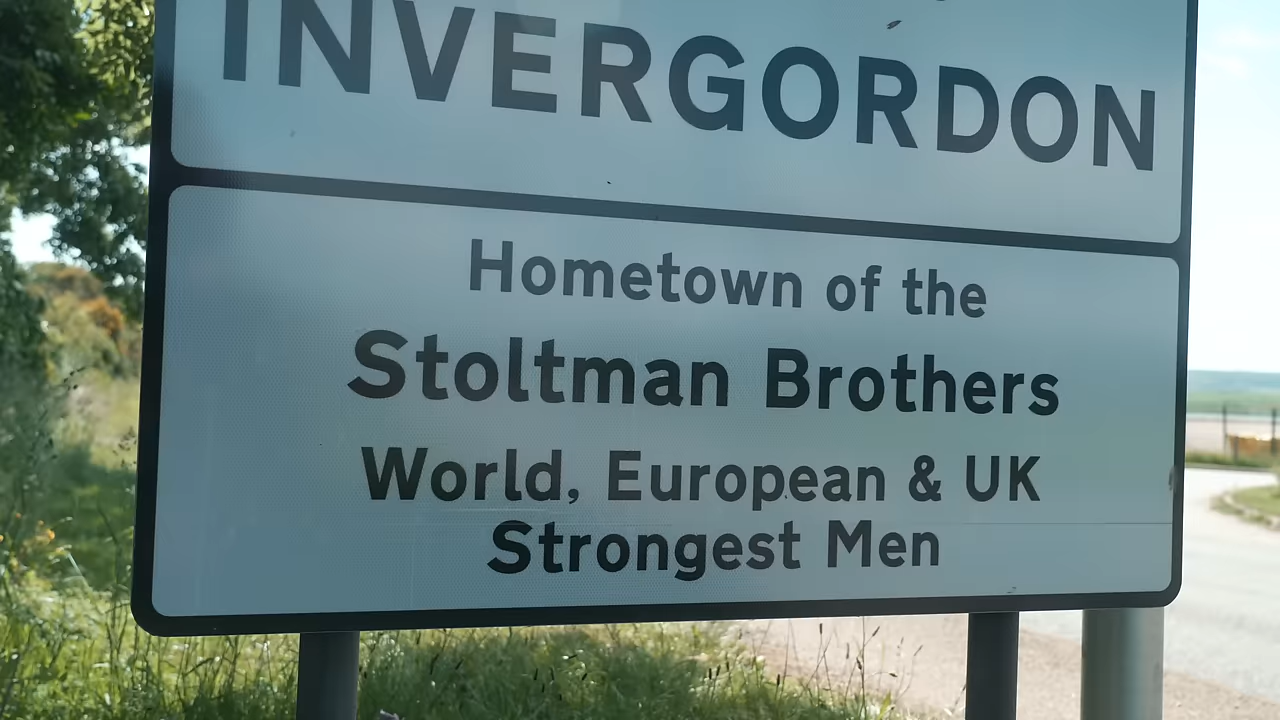 INVERGORDON
Hometown of the
Stoltman Brothers
World, European & UK
Strongest Men